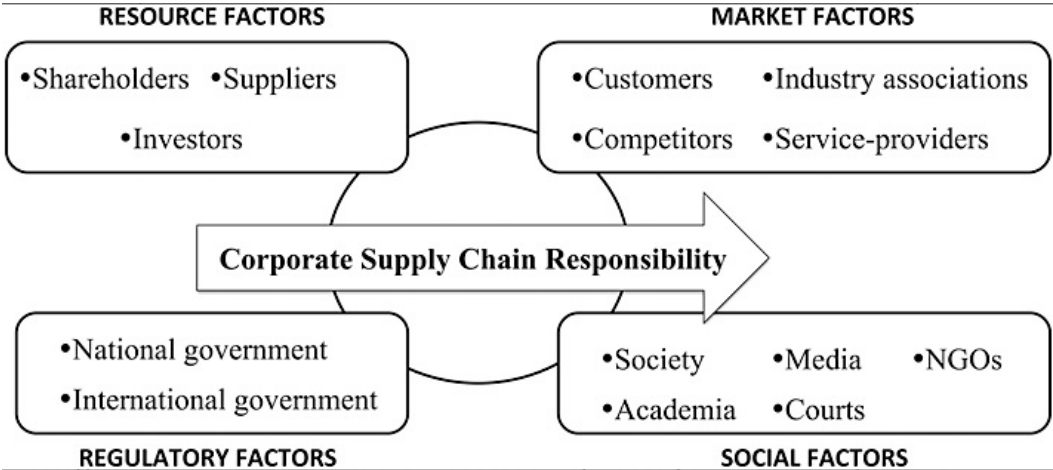 RESOURCE FACTORS
•Shareholders •Suppliers
•Investors
MARKET FACTORS
•Customers •Industry associations
•Competitors •Service-providers
Corporate Supply Chain Responsibility
•National government
•International government
REGULATORY FACTORS
•Society •Media •NGOs
•Academia •Courts
SOCIAL FACTORS